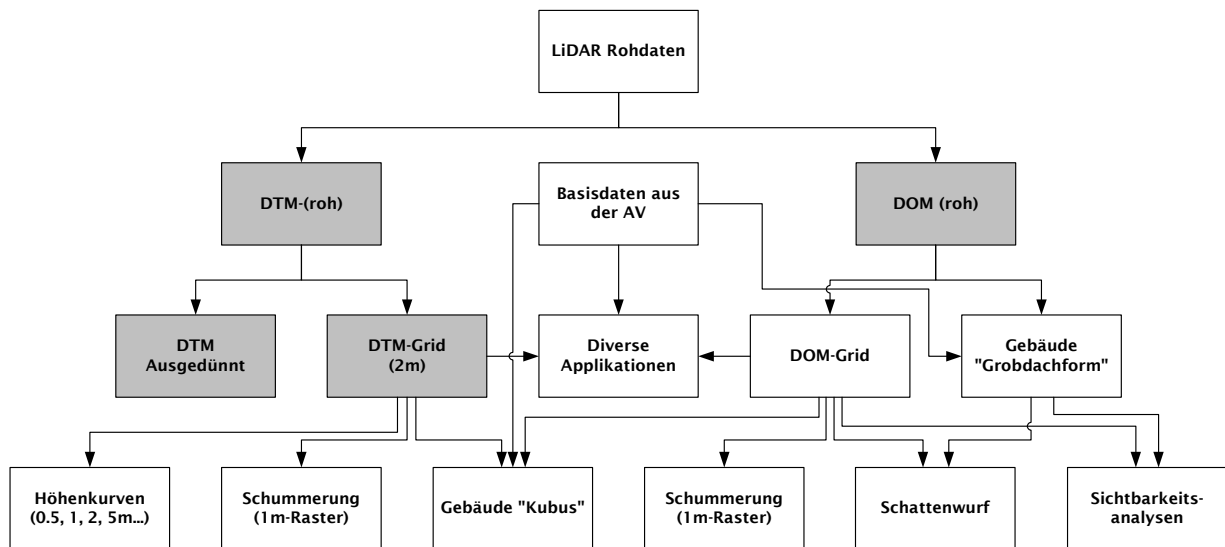 LiDAR Rohdaten
DTM-(roh)
Basisdaten aus
der AV
DOM (roh)
DTM
Ausgedünnt
DTM-Grid
(2m)
Diverse
Applikationen
DOM-Grid
Gebäude
"Grobdachform"
Höhenkurven
(0.5, 1, 2, 5m...)
Schummerung
(1m-Raster)
Gebäude "Kubus"
Schummerung
(1m-Raster)
Schattenwurf
Sichtbarkeits-
analysen